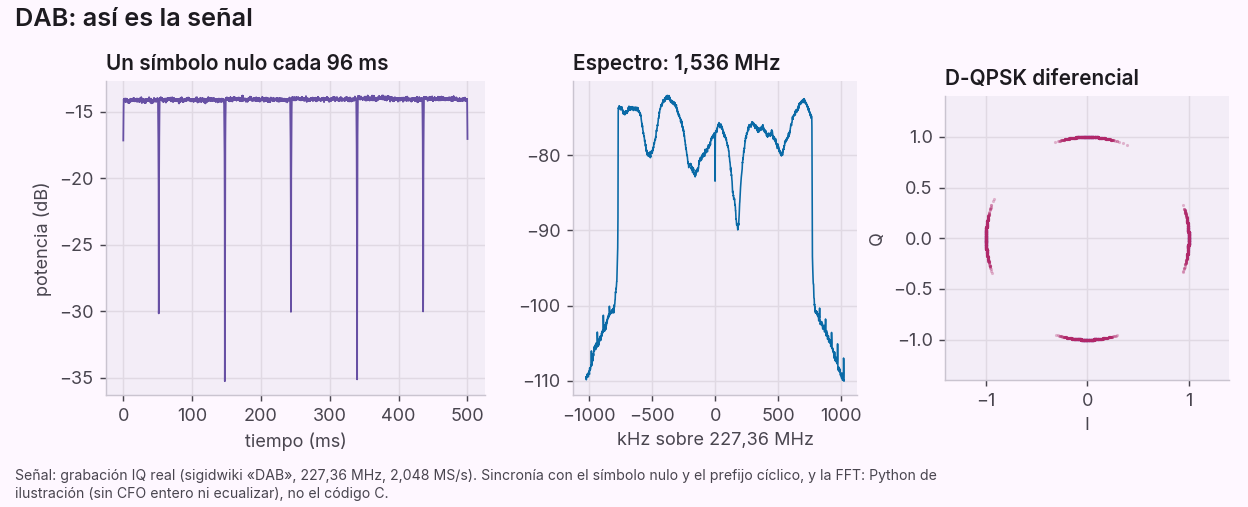 DAB: así es la señal
Un símbolo nulo cada 96 ms
−15
−20
−25
−30
−35
potencia (dB)
0 100 200 300 400 500
tiempo (ms)
Espectro: 1,536 MHz
−80
−90
−100
−110
−1000 −500 0 500 1000
kHz sobre 227,36 MHz
D-QPSK diferencial
1.0
0.5
0.0
−0.5
−1.0
Q
−1 0 1
I
Señal: grabación IQ real (sigidwiki «DAB», 227,36 MHz, 2,048 MS/s). Sincronía con el símbolo nulo y el prefijo cíclico, y la FFT: Python de
ilustración (sin CFO entero ni ecualizar), no el código C.